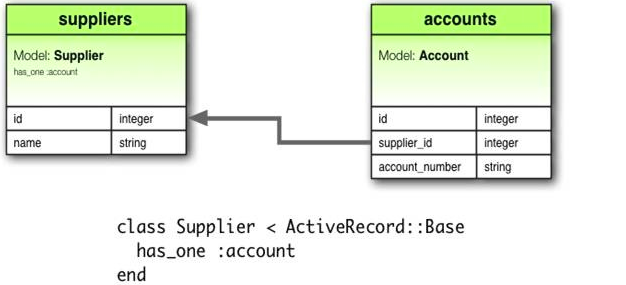 suppliers
Model: Supplier
has_one :account
id integer
name string
accounts
Model: Account
id integer
supplier_id integer
account_number string
class Supplier < ActiveRecord::Base
has_one :account
end